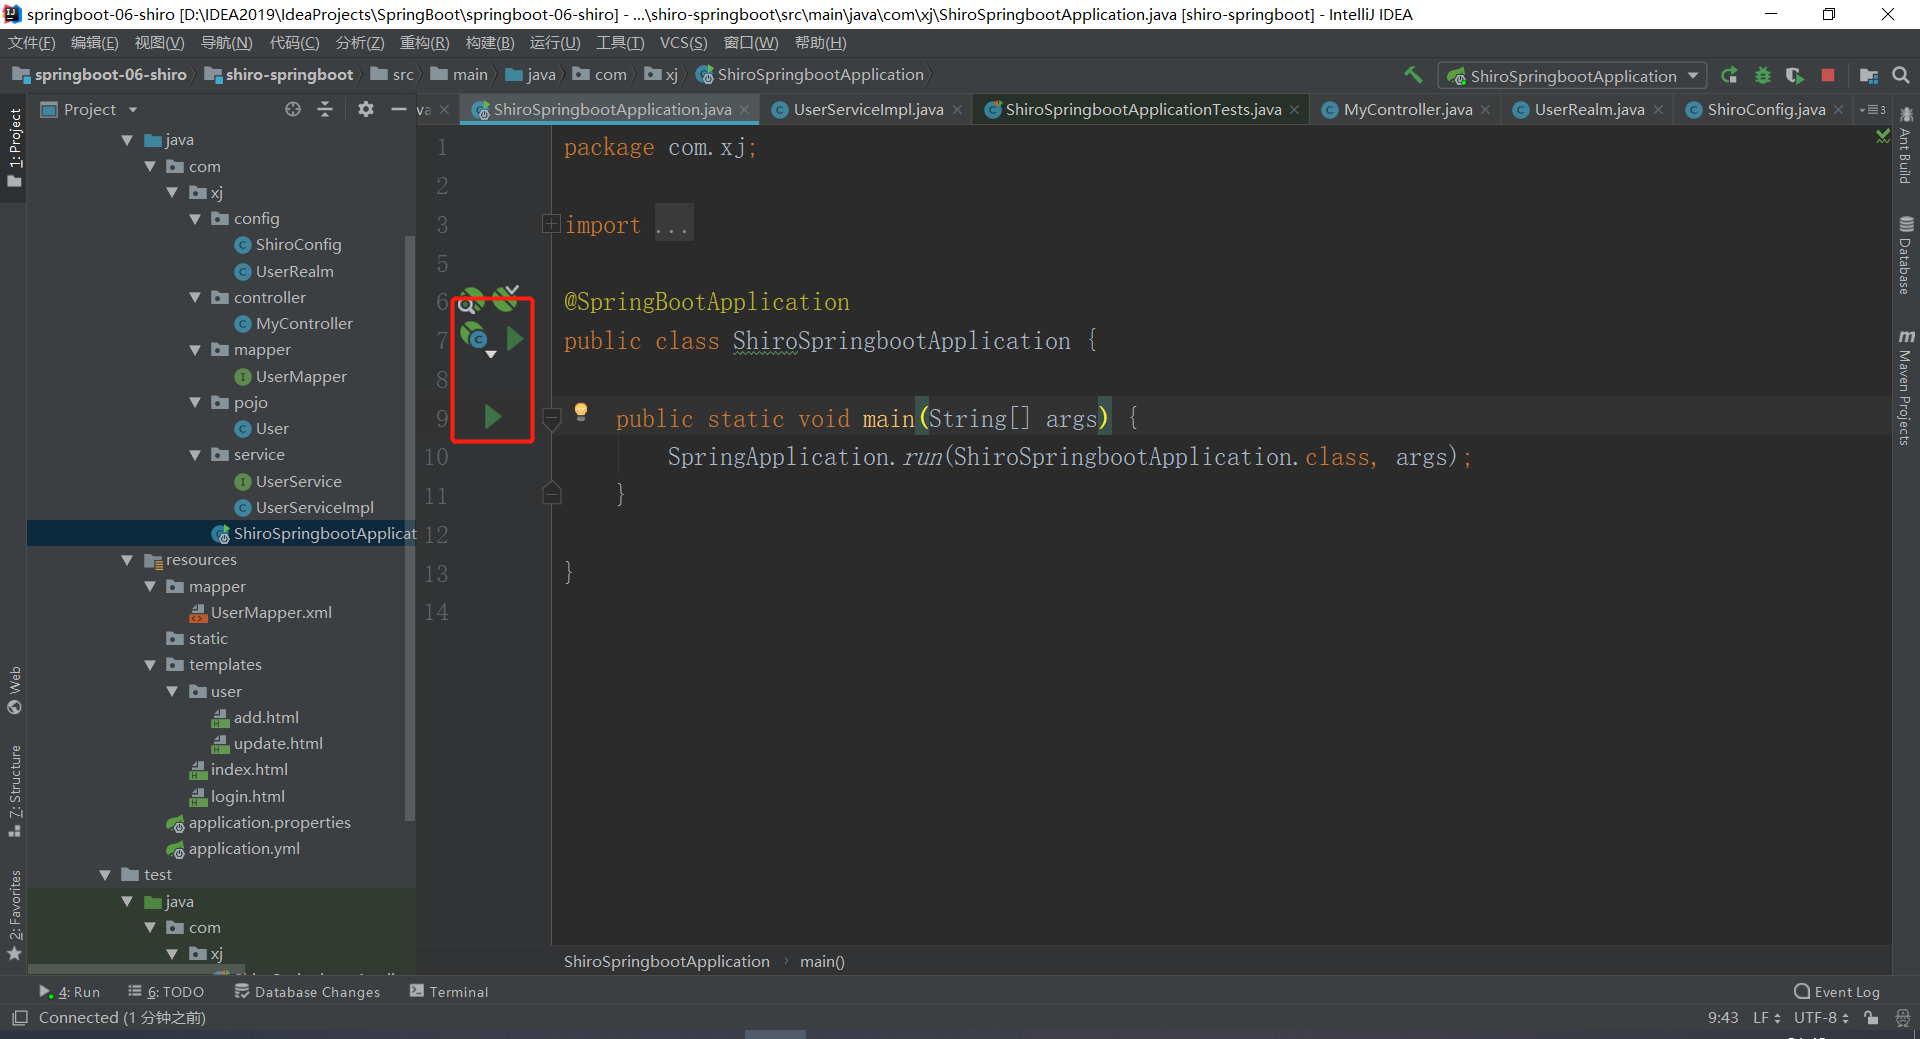 springboot-06-shiro [D:\IDEA2019\IdeaProjects\SpringBoot\springboot-06-shiro] - ...\shiro-springboot\src\main\java\com\xj\ShiroSpringbootApplication.java [shiro-springboot] - IntelliJ IDEA
文件(F) 编辑(E) 视图(V) 导航(N) 代码(C) 分析(Z) 重构(R) 构建(B) 运行(U) 工具(T) VCS(S) 窗口(W) 帮助(H)
springboot-06-shiro shiro-springboot src main java com xj ShiroSpringbootApplication
ShiroSpringbootApplication
Project
va ShiroSpringbootApplication.java UserServiceImpl.java ShiroSpringbootApplicationTests.java MyController.java UserRealm.java ShiroConfig.java 3
1: Project
Web
7: Structure
2: Favorites
java
com
xj
config
ShiroConfig
UserRealm
controller
MyController
mapper
UserMapper
pojo
User
service
UserService
UserServiceImpl
ShiroSpringbootApplicat
resources
mapper
UserMapper.xml
static
templates
user
add.html
update.html
index.html
login.html
application.properties
application.yml
test
java
com
xj
1 package com.xj;
2
3 import ...
5
6 @SpringBootApplication
7 public class ShiroSpringbootApplication {
8
9 public static void main(String[] args) {
10 SpringApplication.run(ShiroSpringbootApplication.class, args);
11 }
12
13 }
14
Ant Build
Database
Maven Projects
ShiroSpringbootApplication main()
4: Run 6: TODO Database Changes Terminal Event Log
Connected (1 分钟之前) 9:43 LF UTF-8